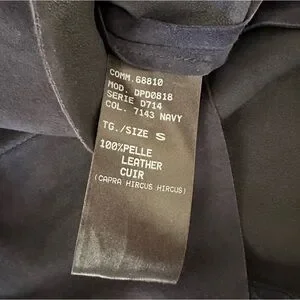 COMM.68810
MOD: DPD0818
SERIE D714
COL. 7143 NAVY
TG./SIZE S
100%PELLE
LEATHER
CUIR
(CAPRA HIRCUS HIRCUS)